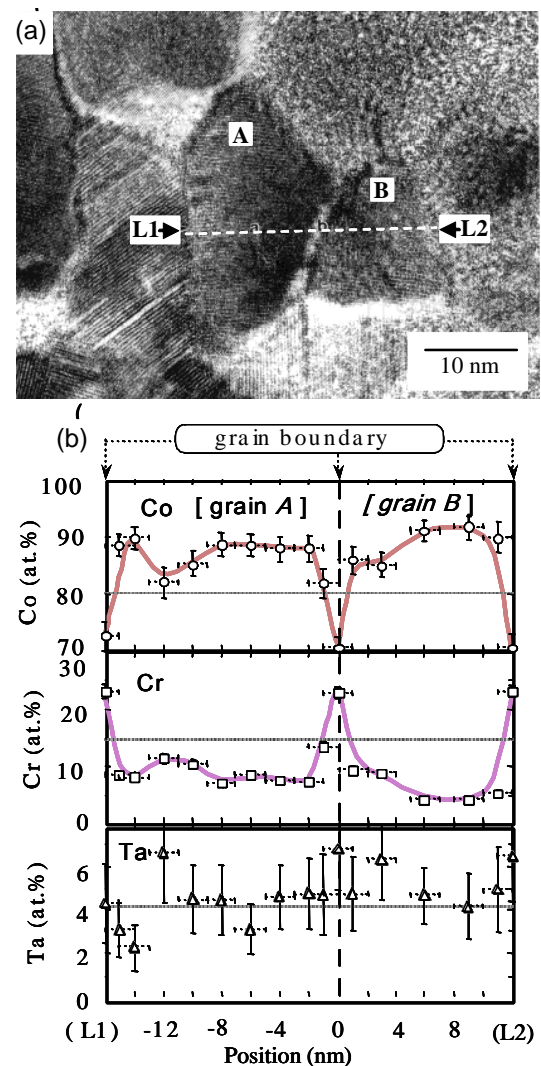 (a)
A
B
L1
L2
10 nm
(b)
grain boundary
Co [ grain A ] [ grain B ]
100
90
80
70
Co (at.%)
Cr
30
20
10
0
Cr (at.%)
Ta
6
4
2
0
Ta (at.%)
( L1) -12 -8 -4 0 4 8 (L2)
Position (nm)